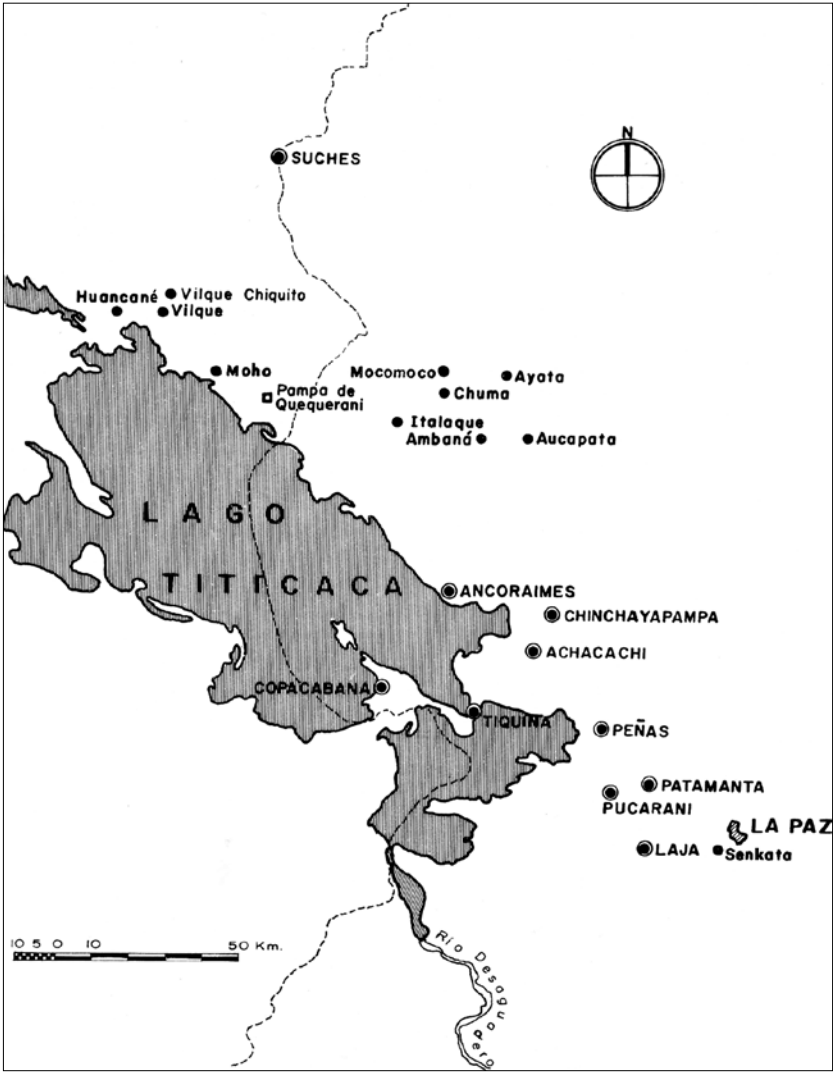 N
SUCHES
Vilque Chiquito
Huancané
Vilque
Moho
Mocomoco
Ayata
Pampa de
Quequerani
Chuma
Italaque
Ambaná
Aucapata
LAGO
TITICACA
ANCORAIMES
CHINCHAYAPAMPA
ACHACACHI
COPACABANA
TIQUINA
PEÑAS
PATAMANTA
PUCARANI
LA PAZ
LAJA
Senkata
10 5 0 10 50 Km.
Río Desagua